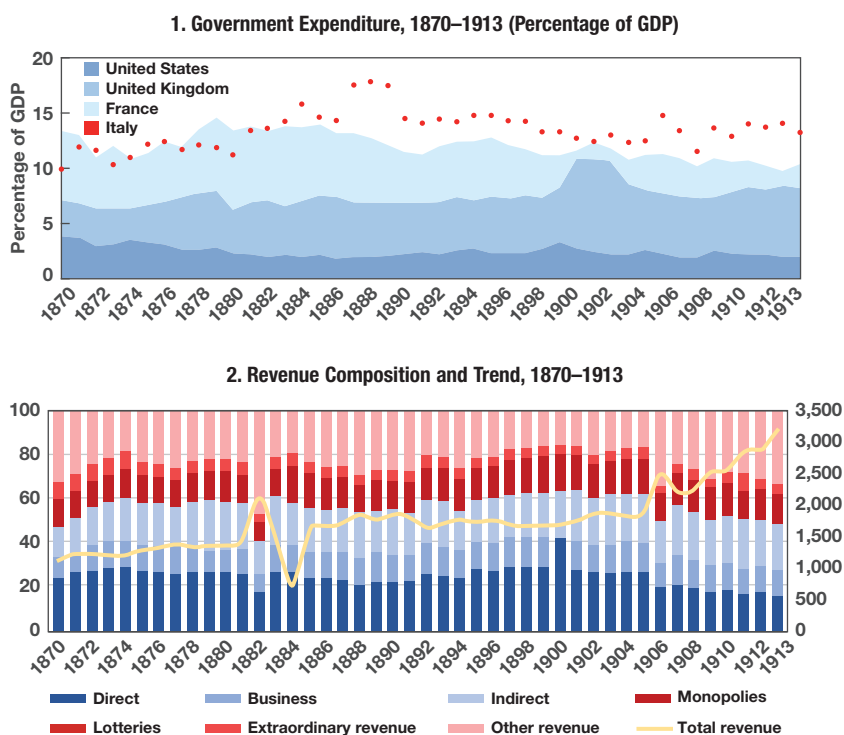 1. Government Expenditure, 1870–1913 (Percentage of GDP)
Percentage of GDP
20
15
10
5
0
United States
United Kingdom
France
Italy
1870 1872 1874 1876 1878 1880 1882 1884 1886 1888 1890 1892 1894 1896 1898 1900 1902 1904 1906 1908 1910 1912 1913
2. Revenue Composition and Trend, 1870–1913
100
80
60
40
20
0
3,500
3,000
2,500
2,000
1,500
1,000
500
0
1870 1872 1874 1876 1878 1880 1882 1884 1886 1888 1890 1892 1894 1896 1898 1900 1902 1904 1906 1908 1910 1912 1913
Direct Business Indirect Monopolies
Lotteries Extraordinary revenue Other revenue Total revenue